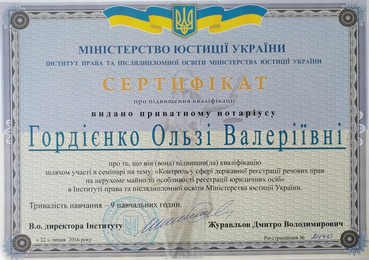 МІНІСТЕРСТВО ЮСТИЦІЇ УКРАЇНИ
ІНСТИТУТ ПРАВА ТА ПІСЛЯДИПЛОМНОЇ ОСВІТИ МІНІСТЕРСТВА ЮСТИЦІЇ УКРАЇНИ
СЕРТИФІКАТ
про підвищення кваліфікації
видано приватному нотаріусу
Гордієнко Ользі Валеріївні
про те, що він (вона) підвищив(ла) кваліфікацію
шляхом участі в семінарі на тему: «Контроль у сфері державної реєстрації речових прав
на нерухоме майно та особливості реєстрації юридичних осіб»
в Інституті права та післядипломної освіти Міністерства юстиції України.
Тривалість навчання – 9 навчальних годин.
В.о. директора Інституту Журавльов Дмитро Володимирович
« 22 » липня 2016 року Реєстраційний №